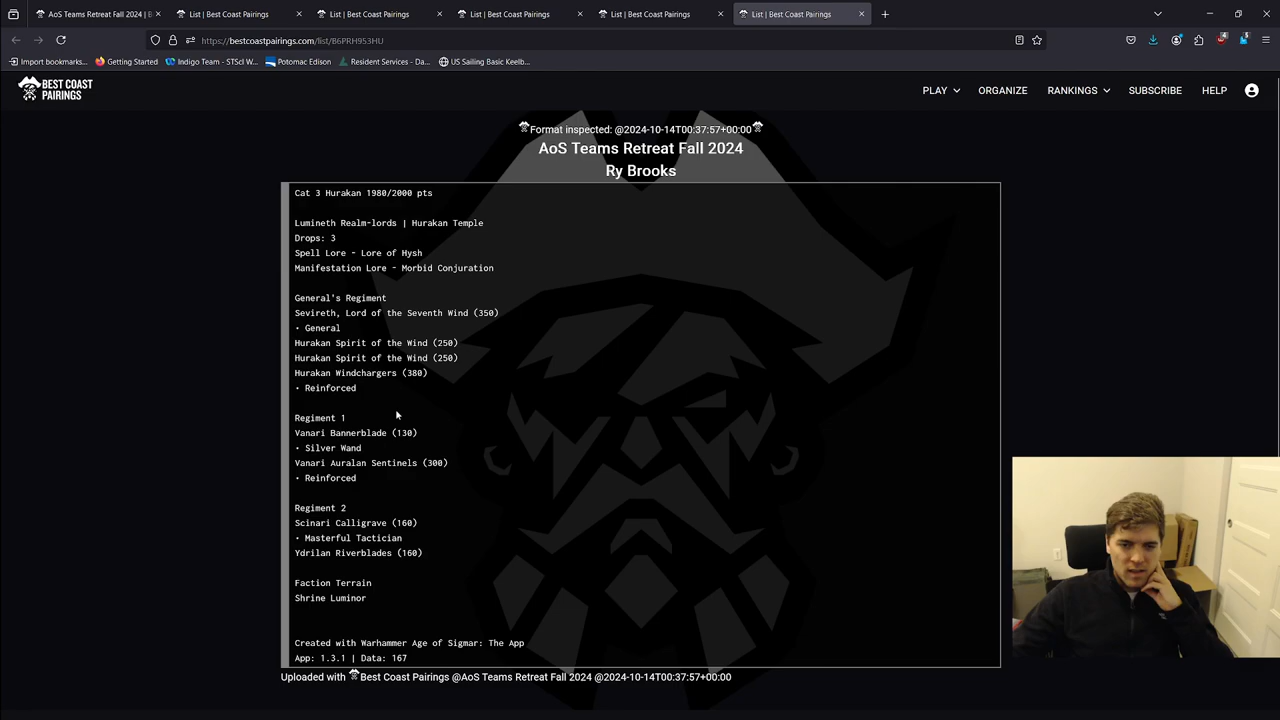 AoS Teams Retreat Fall 2024 | B
List | Best Coast Pairings
List | Best Coast Pairings
List | Best Coast Pairings
List | Best Coast Pairings
List | Best Coast Pairings
https://bestcoastpairings.com/list/B6PRH953HU
Import bookmarks...
Getting Started
Indigo Team - STScI W...
Potomac Edison
Resident Services - Da...
US Sailing Basic Keelb...
BEST COAST
PAIRINGS
PLAY
ORGANIZE
RANKINGS
SUBSCRIBE
HELP
Format inspected: @2024-10-14T00:37:57+00:00
AoS Teams Retreat Fall 2024
Ry Brooks
Cat 3 Hurakan 1980/2000 pts
Lumineth Realm-lords | Hurakan Temple
Drops: 3
Spell Lore - Lore of Hysh
Manifestation Lore - Morbid Conjuration
General's Regiment
Sevireth, Lord of the Seventh Wind (350)
• General
Hurakan Spirit of the Wind (250)
Hurakan Spirit of the Wind (250)
Hurakan Windchargers (380)
• Reinforced
Regiment 1
Vanari Bannerblade (130)
• Silver Wand
Vanari Auralan Sentinels (300)
• Reinforced
Regiment 2
Scinari Calligrave (160)
• Masterful Tactician
Ydrilan Riverblades (160)
Faction Terrain
Shrine Luminor
Created with Warhammer Age of Sigmar: The App
App: 1.3.1 | Data: 167
Uploaded with Best Coast Pairings @AoS Teams Retreat Fall 2024 @2024-10-14T00:37:57+00:00